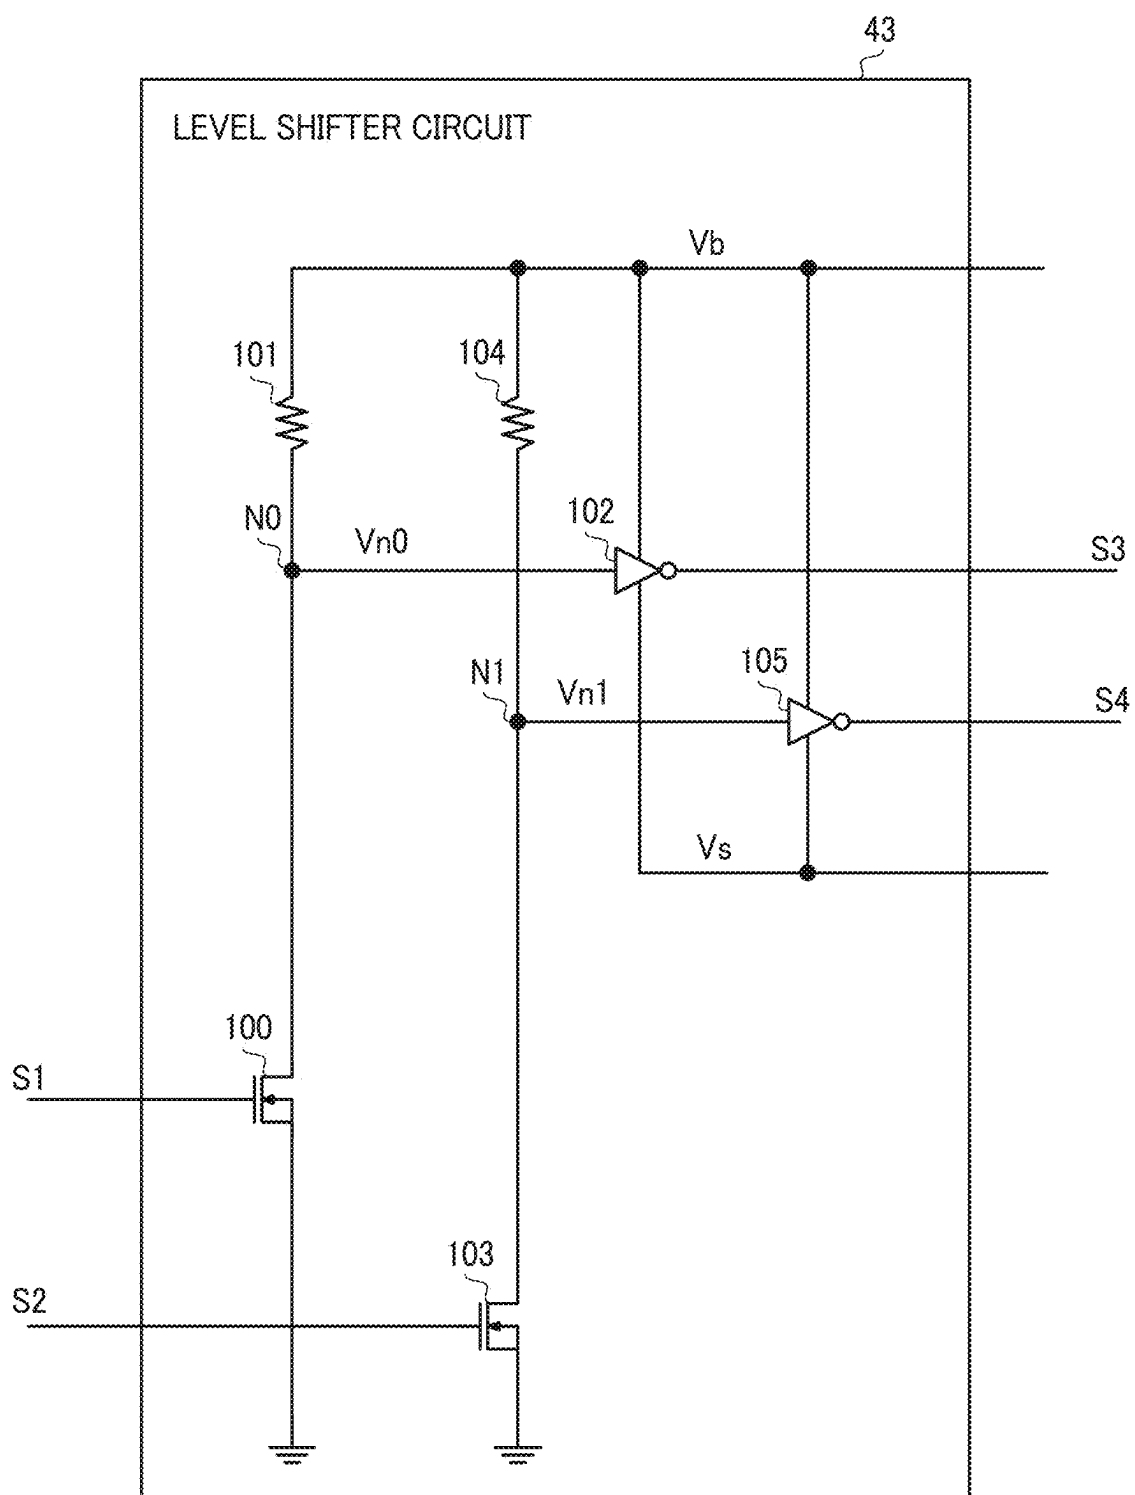 43
LEVEL SHIFTER CIRCUIT
Vb
101
104
N0
Vn0
102
S3
N1
Vn1
105
S4
Vs
100
S1
103
S2